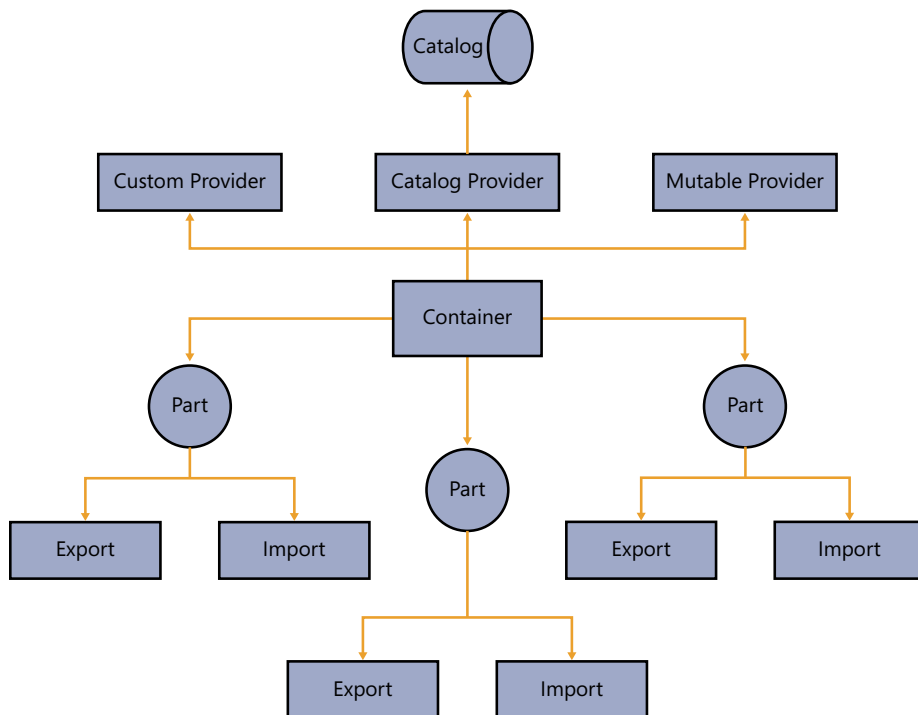 Catalog
Custom Provider
Catalog Provider
Mutable Provider
Container
Part
Part
Part
Export
Import
Export
Import
Export
Import